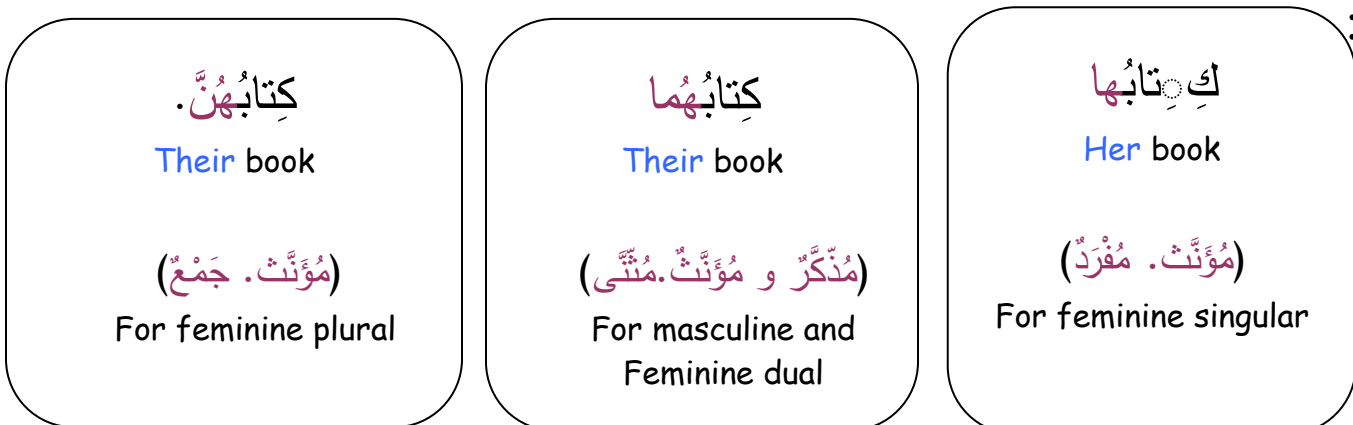 :
كِ ◌ِتابُها
Her book
(مُؤَنَّث. مُفْرَدٌ)
For feminine singular
كِتابُهُما
Their book
(مُذّكَّرٌ و مُؤَنَّثٌ.مُثّنَّى)
For masculine and
Feminine dual
كِتابُهُنَّ.
Their book
(مُؤَنَّث. جَمْعٌ)
For feminine plural